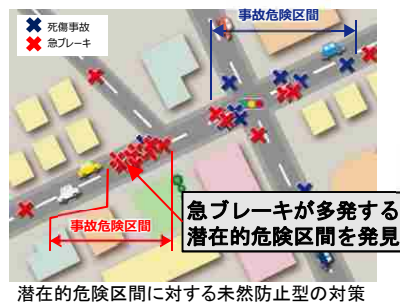 死傷事故
急ブレーキ
事故危険区間
事故危険区間
急ブレーキが多発する
潜在的危険区間を発見
潜在的危険区間に対する未然防止型の対策